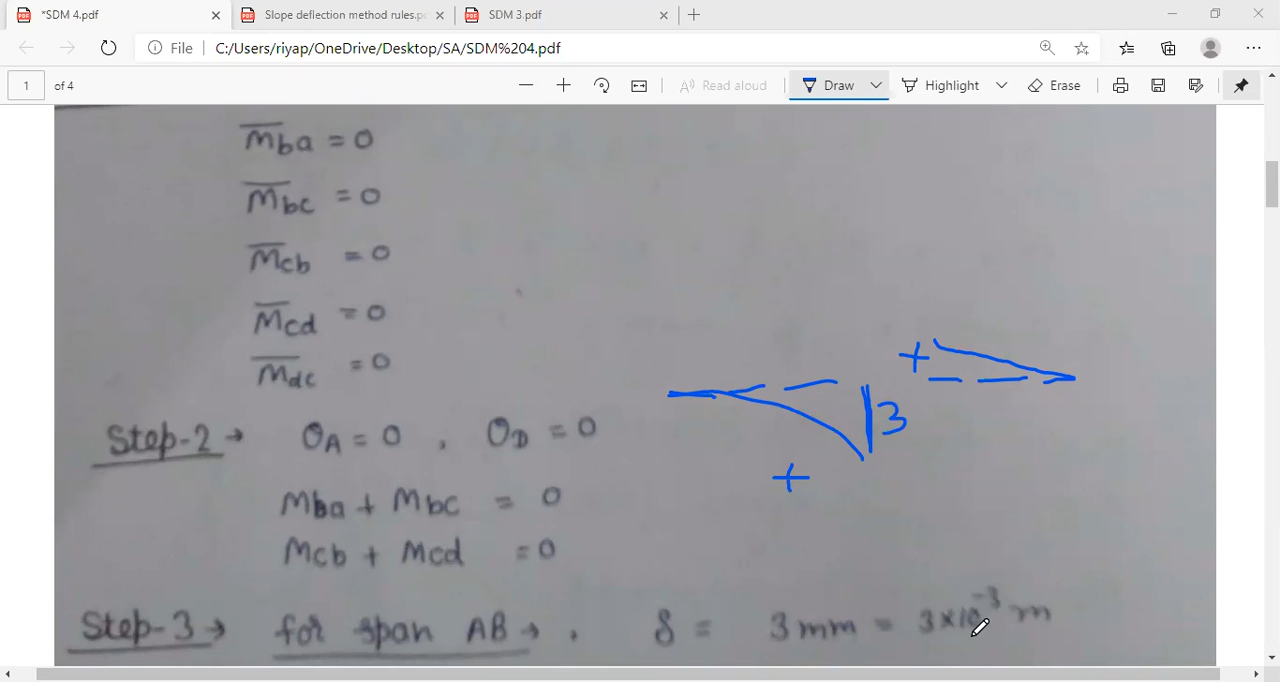 *SDM 4.pdf
Slope deflection method rules.pd
SDM 3.pdf
File
C:/Users/riyap/OneDrive/Desktop/SA/SDM%204.pdf
1 of 4
Read aloud
Draw
Highlight
Erase
M̅ba = 0
M̅bc = 0
M̅cb = 0
M̅cd = 0
M̅dc = 0
+
3
+
Step-2 → θA = 0 , θD = 0
Mba + Mbc = 0
Mcb + Mcd = 0
Step-3 → for span AB → . δ = 3 mm = 3×10⁻³ m